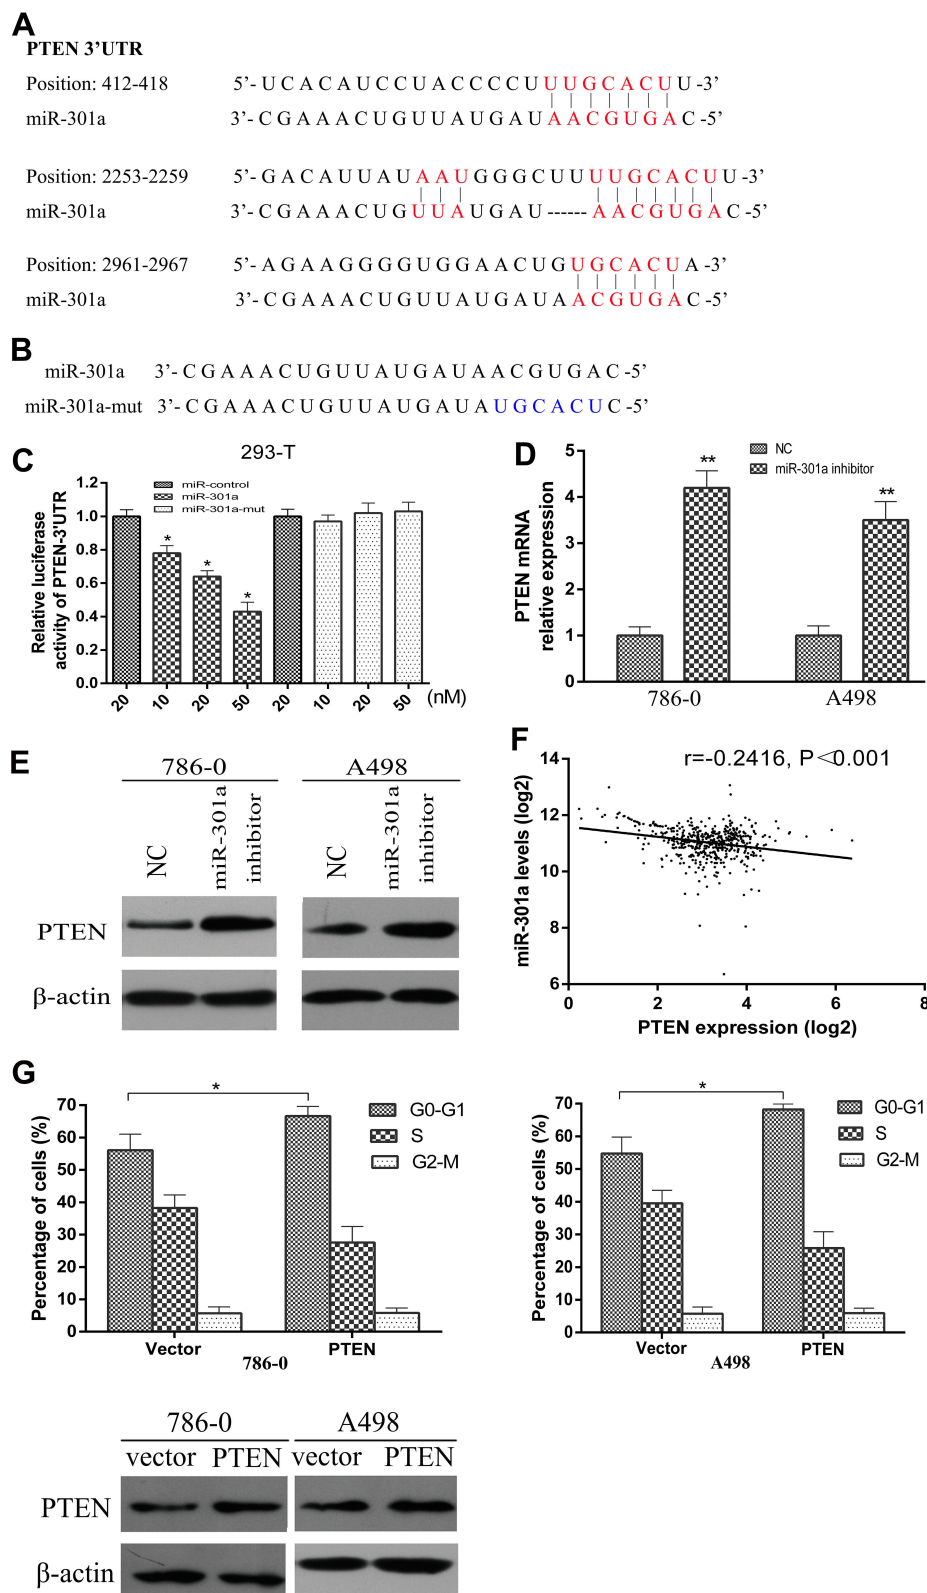 A
PTEN 3’UTR
Position: 412-418 5’- U C A C A U C C U A C C C C U U U G C A C U U -3’
miR-301a 3’- C G A A A C U G U U A U G A U A A C G U G A C -5’
Position: 2253-2259 5’- G A C A U U A U A A U G G G C U U U U G C A C U U -3’
miR-301a 3’- C G A A A C U G U U A U G A U ------ A A C G U G A C -5’
Position: 2961-2967 5’- A G A A G G G G U G G A A C U G U G C A C U A -3’
miR-301a 3’- C G A A A C U G U U A U G A U A A C G U G A C -5’
B
miR-301a 3’- C G A A A C U G U U A U G A U A A C G U G A C -5’
miR-301a-mut 3’- C G A A A C U G U U A U G A U A U G C A C U C -5’
C
293-T
miR-control
miR-301a
miR-301a-mut
Relative luciferase
activity of PTEN-3'UTR
1.2
1.0
0.8
0.6
0.4
0.2
0.0
* * *
20 10 20 50 20 10 20 50 (nM)
D
NC
miR-301a inhibitor
PTEN mRNA
relative expression
5
4
3
2
1
0
** **
786-0 A498
E
786-0 A498
NC miR-301a inhibitor NC miR-301a inhibitor
PTEN
β-actin
F
r=-0.2416, P<0.001
miR-301a levels (log2)
14
12
10
8
6
0 2 4 6 8
PTEN expression (log2)
G
*
Percentage of cells (%)
70
60
50
40
30
20
10
0
G0-G1
S
G2-M
Vector PTEN
786-0
*
Percentage of cells (%)
70
60
50
40
30
20
10
0
G0-G1
S
G2-M
Vector PTEN
A498
786-0 A498
vector PTEN vector PTEN
PTEN
β-actin